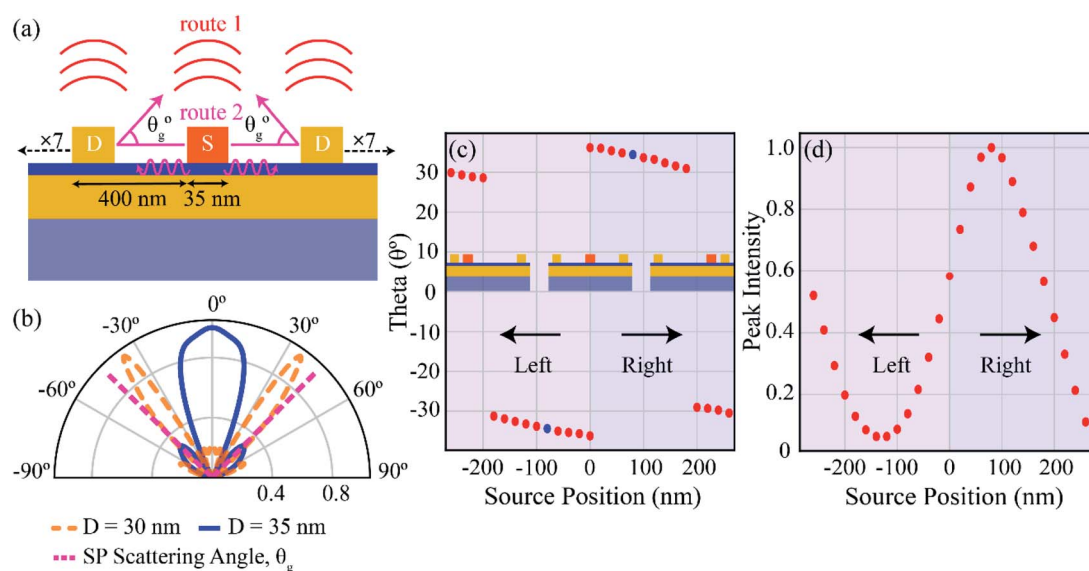 (a)
route 1
route 2
θgº
θgº
×7
D
S
D
×7
400 nm
35 nm
(b)
0º
-30º
30º
-60º
60º
-90º
90º
0.4
0.8
D = 30 nm
D = 35 nm
SP Scattering Angle, θg
(c)
Theta (θº)
30
20
10
0
-10
-20
-30
Left
Right
-200
-100
0
100
200
Source Position (nm)
(d)
Peak Intensity
1.0
0.8
0.6
0.4
0.2
0
Left
Right
-200
-100
0
100
200
Source Position (nm)